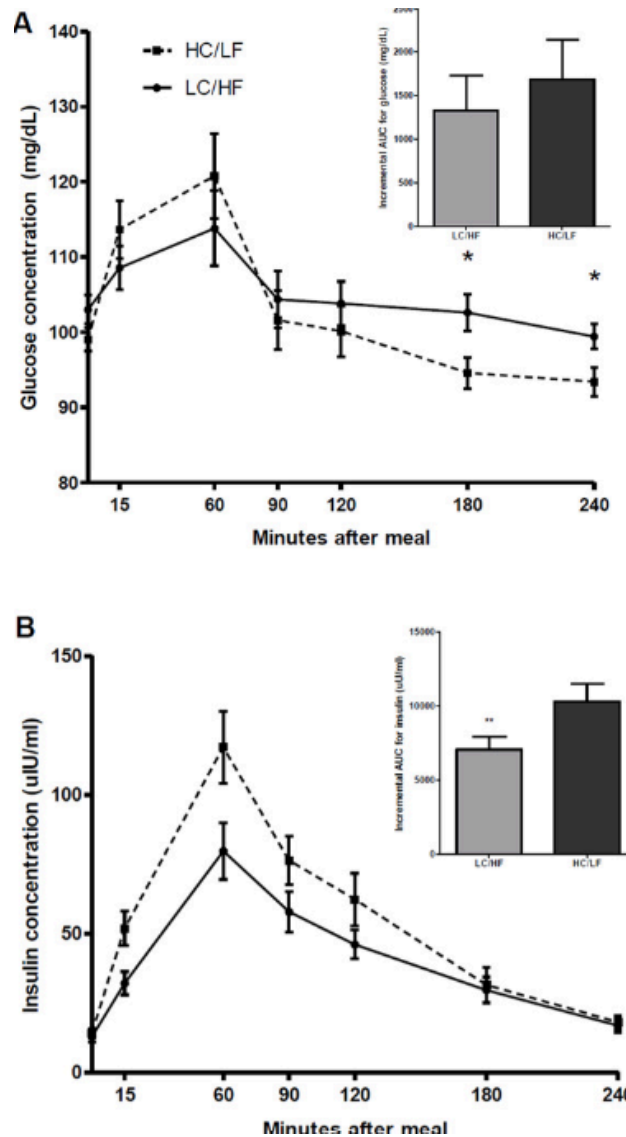 A
HC/LF
LC/HF
Glucose concentration (mg/dL)
140
130
120
110
100
90
80
15
60
90
120
180
240
Minutes after meal
*
*
Incremental AUC for glucose (mg/dL)
2500
2000
1500
1000
500
0
LC/HF
HC/LF
B
Insulin concentration (uIU/ml)
150
100
50
0
15
60
90
120
180
240
Minutes after meal
Incremental AUC for insulin (uU/ml)
15000
10000
5000
0
**
LC/HF
HC/LF